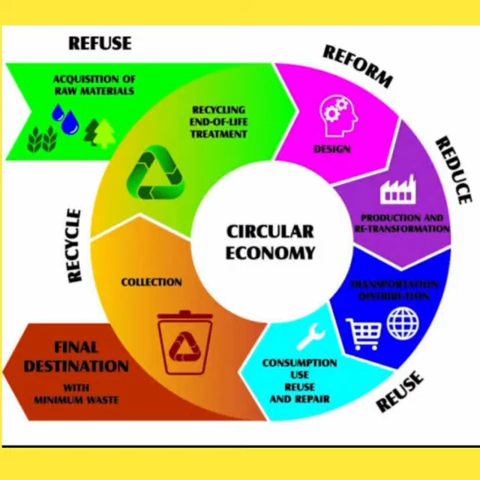 REFUSE
ACQUISITION OF
RAW MATERIALS
RECYCLING
END-OF-LIFE
TREATMENT
REFORM
DESIGN
REDUCE
PRODUCTION AND
RE-TRANSFORMATION
CIRCULAR
ECONOMY
TRANSPORTATION
DISTRIBUTION
REUSE
CONSUMPTION
USE
REUSE
AND REPAIR
RECYCLE
COLLECTION
FINAL
DESTINATION
WITH
MINIMUM WASTE